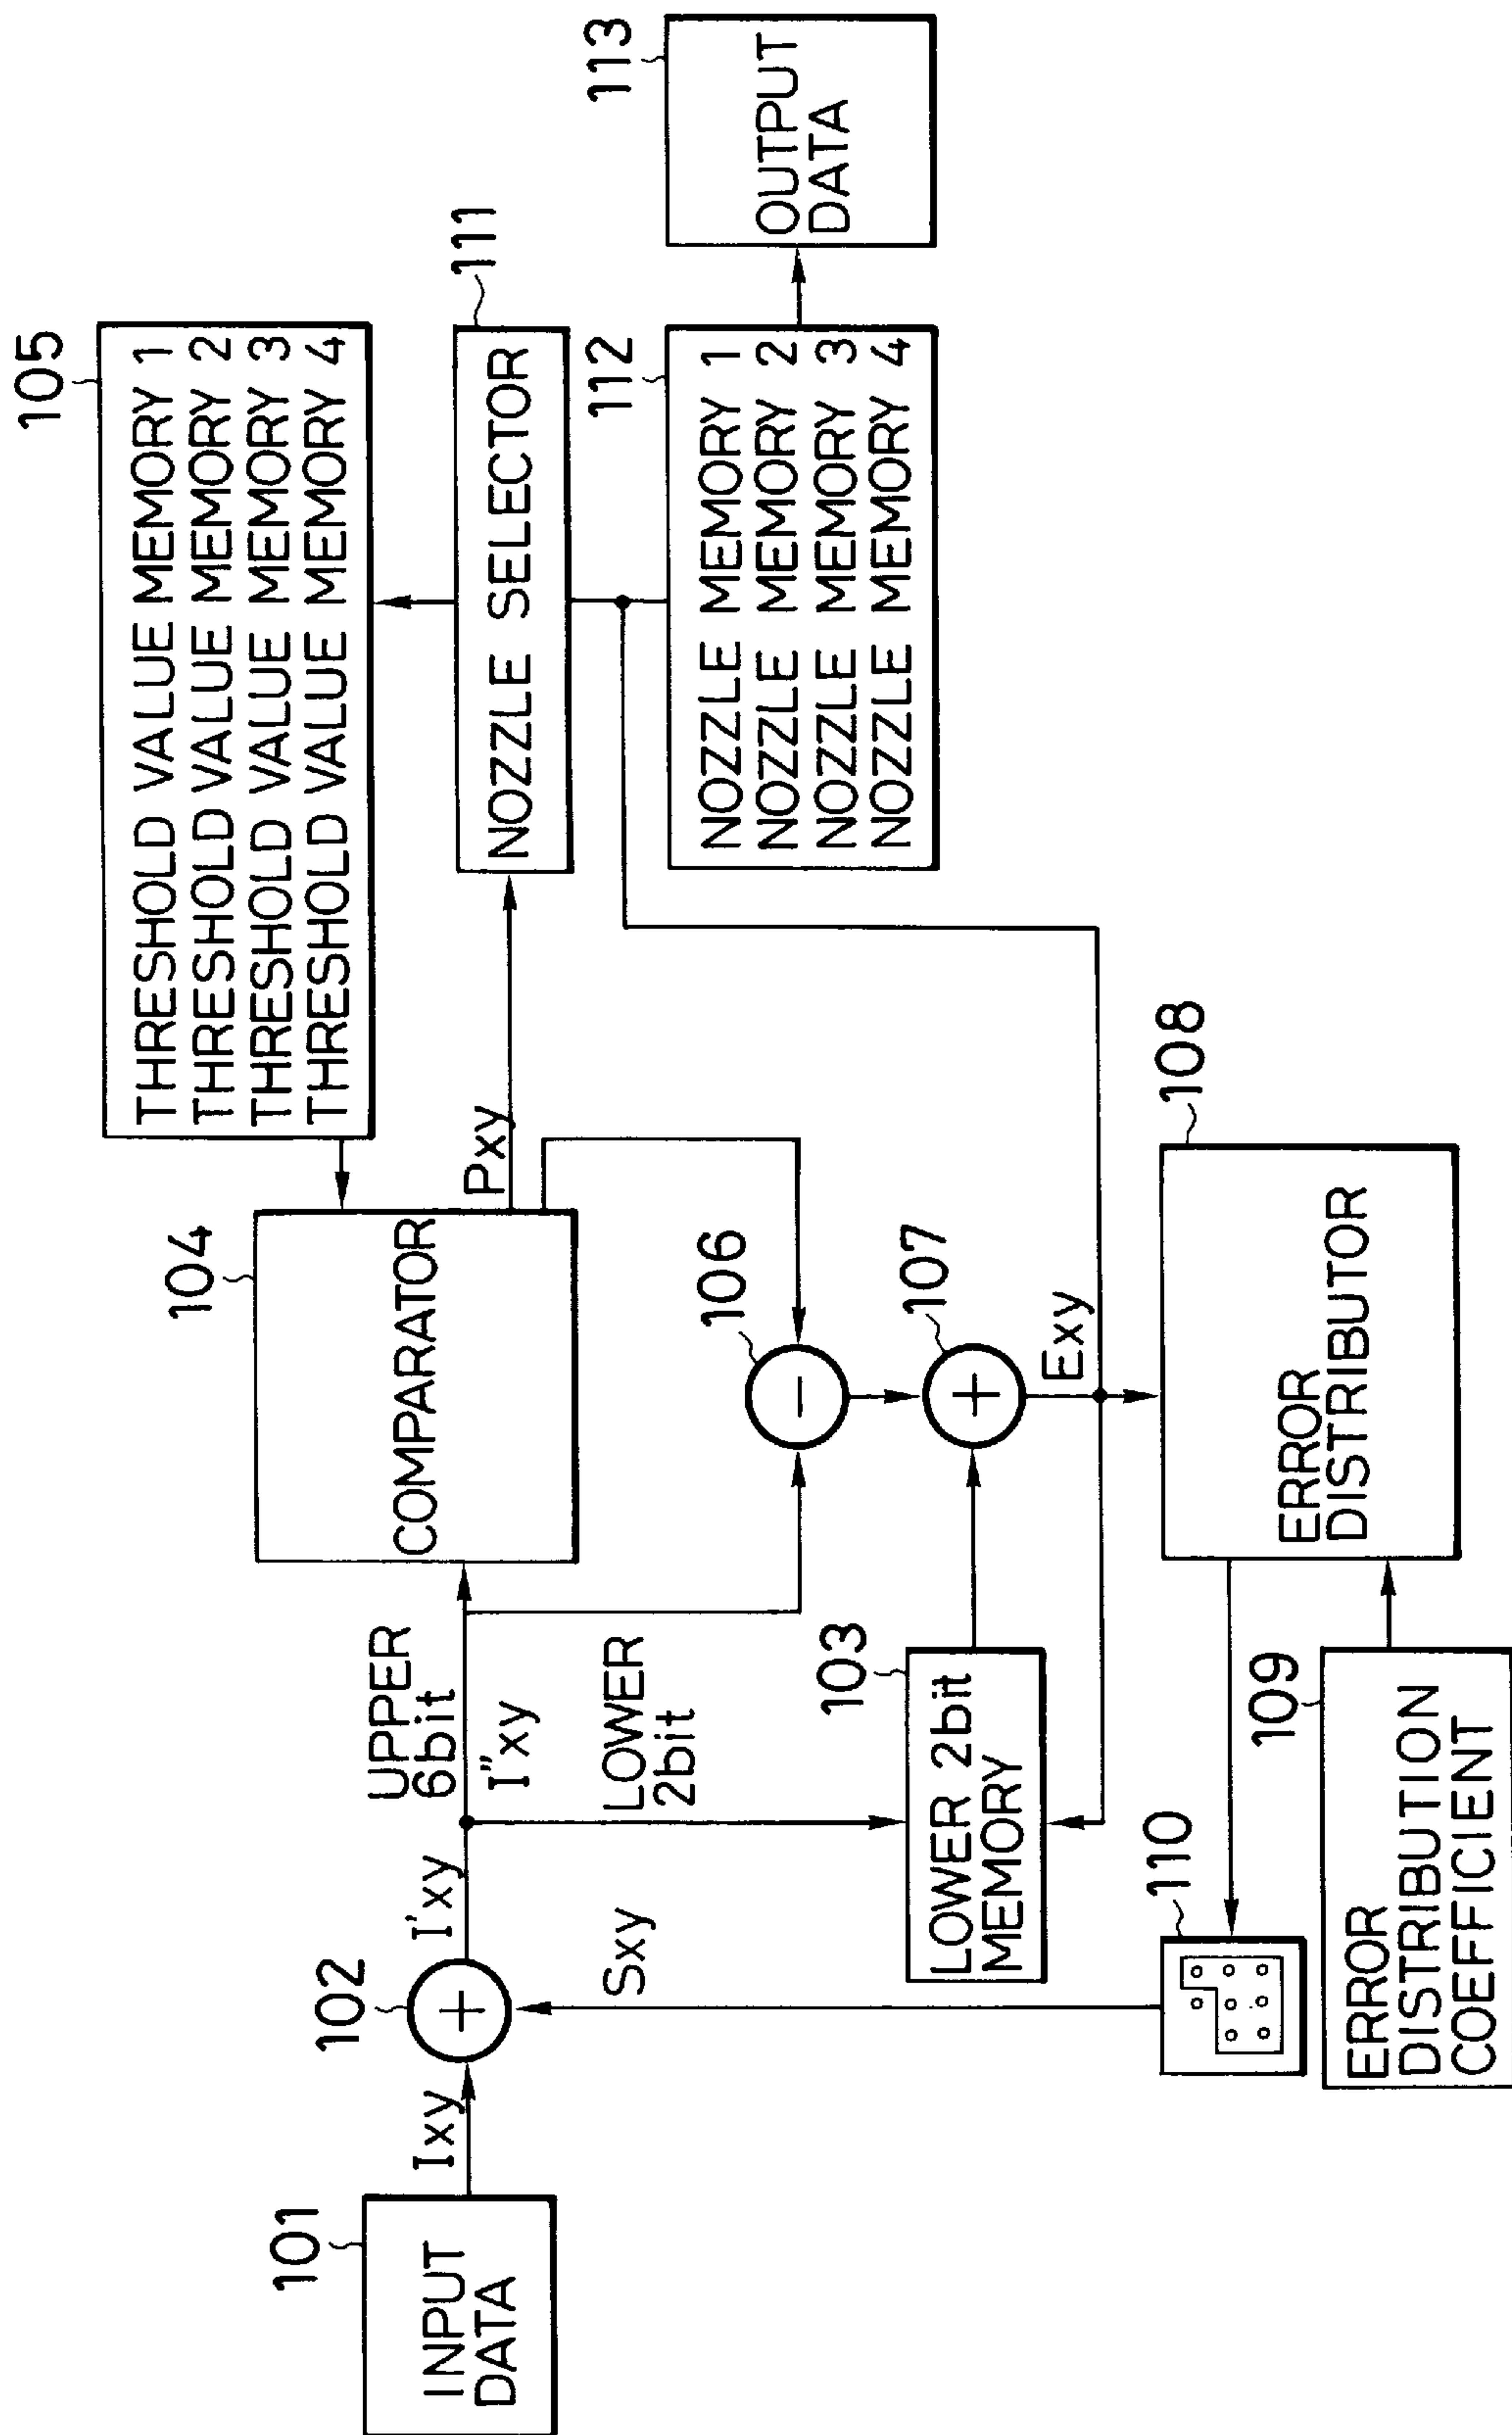 101
INPUT
DATA
Ixy
102
+
I'xy
Sxy
UPPER
6bit
I"xy
LOWER
2bit
103
LOWER 2bit
MEMORY
104
COMPARATOR
Pxy
105
THRESHOLD VALUE MEMORY 1
THRESHOLD VALUE MEMORY 2
THRESHOLD VALUE MEMORY 3
THRESHOLD VALUE MEMORY 4
106
−
107
+
Exy
108
ERROR
DISTRIBUTOR
109
ERROR
DISTRIBUTION
COEFFICIENT
110
111
NOZZLE SELECTOR
112
NOZZLE MEMORY 1
NOZZLE MEMORY 2
NOZZLE MEMORY 3
NOZZLE MEMORY 4
113
OUTPUT
DATA